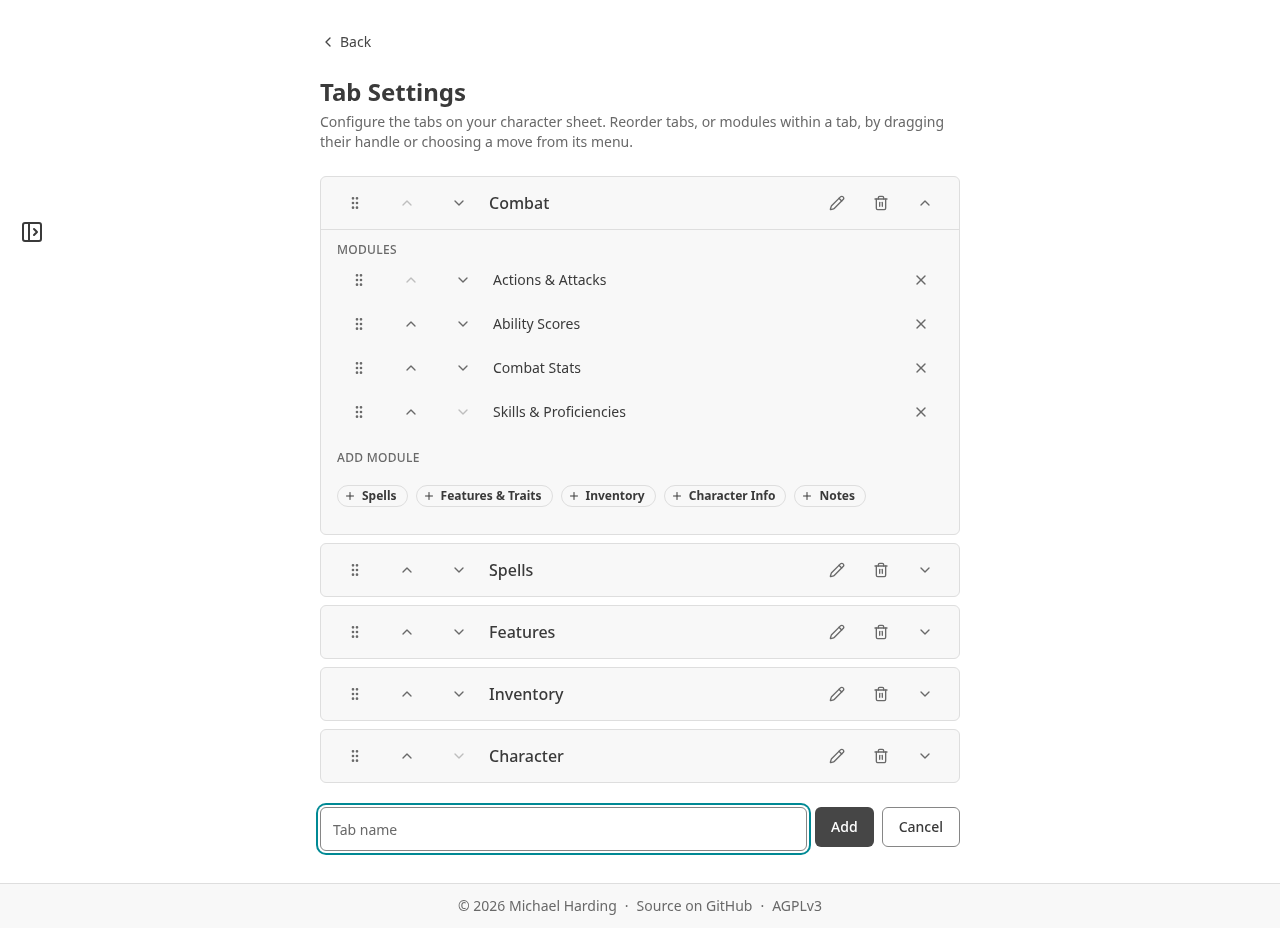 Back
Tab Settings
Configure the tabs on your character sheet. Reorder tabs, or modules within a tab, by dragging
their handle or choosing a move from its menu.
Combat
MODULES
Actions & Attacks
Ability Scores
Combat Stats
Skills & Proficiencies
ADD MODULE
Spells Features & Traits Inventory Character Info Notes
Spells
Features
Inventory
Character
Tab name Add Cancel
© 2026 Michael Harding · Source on GitHub · AGPLv3